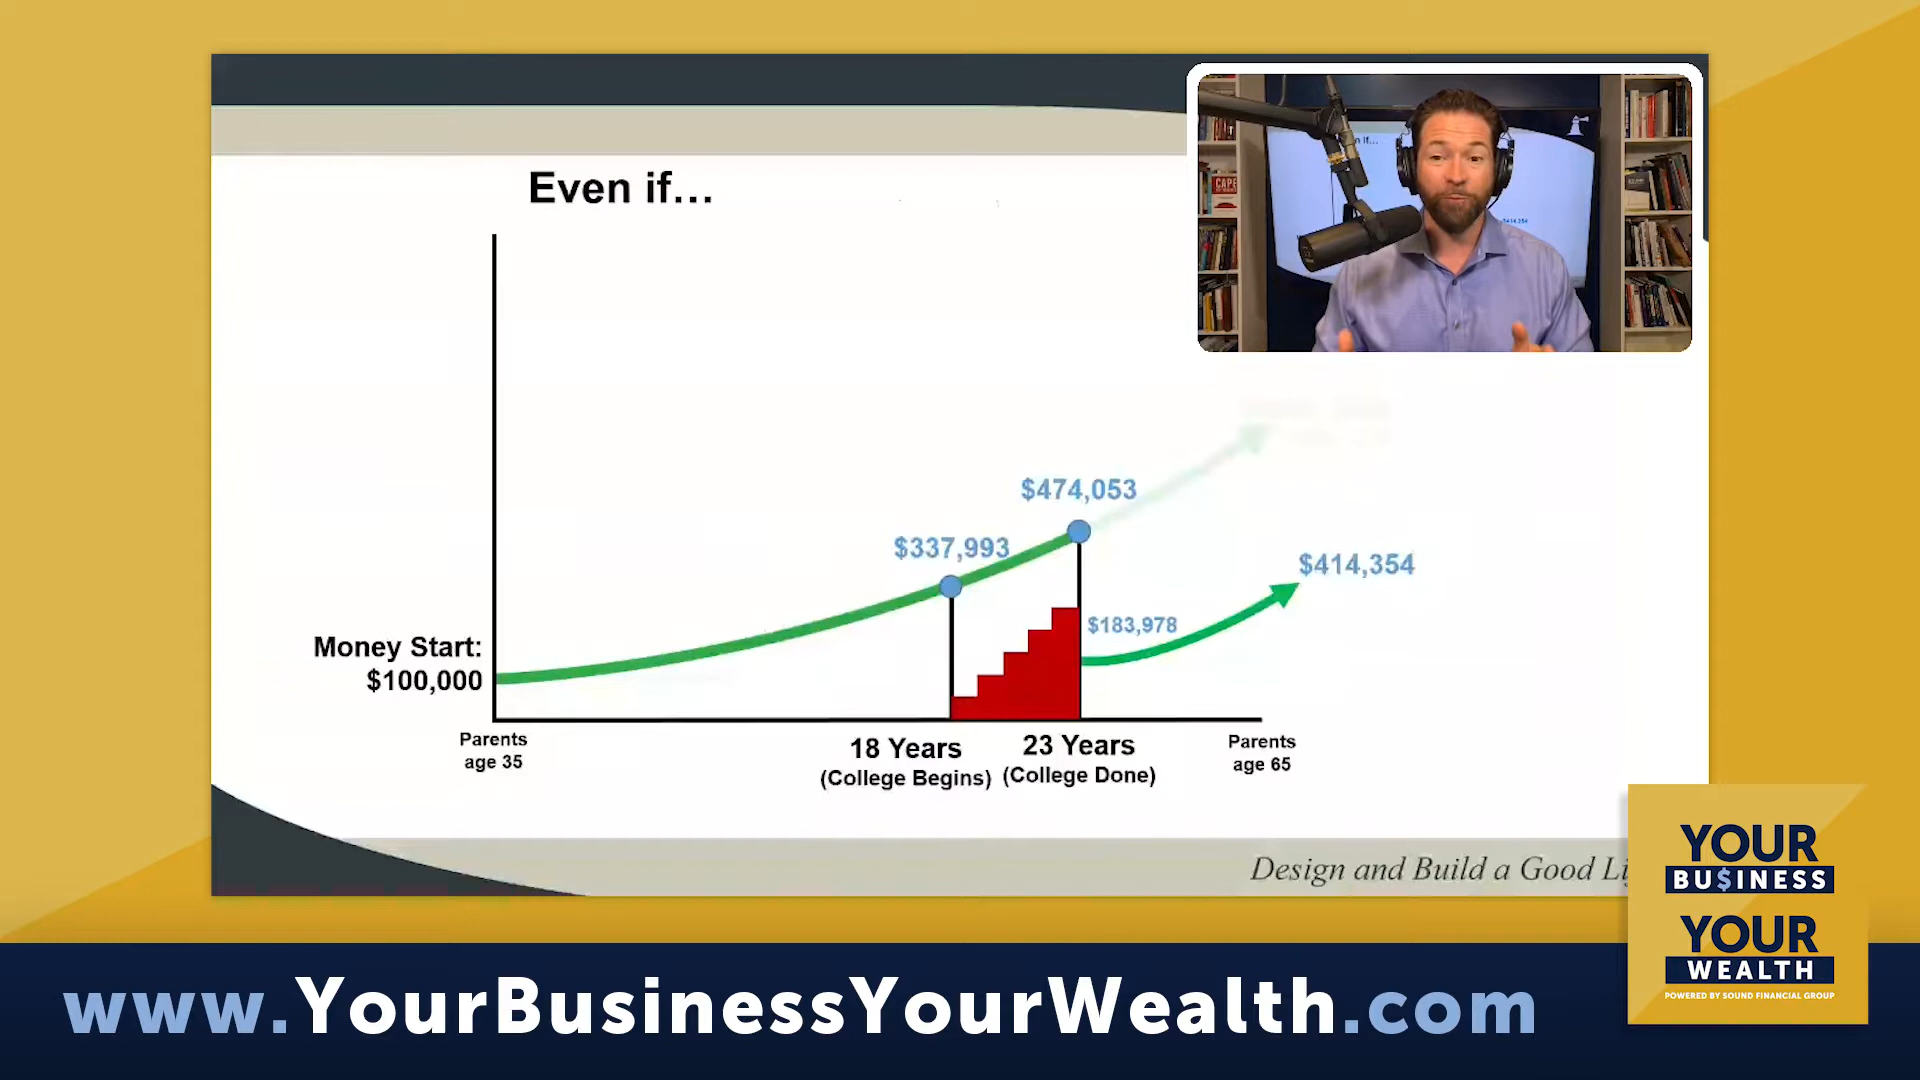 Even if...
$474,053
$337,993
$414,354
$183,978
Money Start:
$100,000
Parents
age 35
18 Years
(College Begins)
23 Years
(College Done)
Parents
age 65
Design and Build a Good
YOUR
BU$INESS
YOUR
WEALTH
POWERED BY SOUND FINANCIAL GROUP
www.YourBusinessYourWealth.com